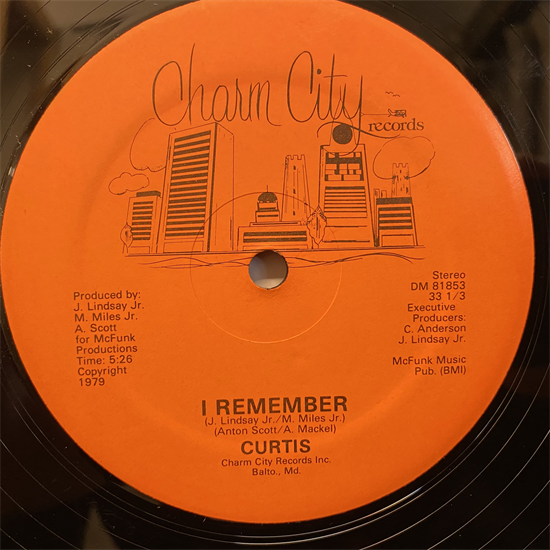 Charm City
records
Stereo
DM 81853
33 1/3
Executive
Producers:
C. Anderson
J. Lindsay Jr.
McFunk Music
Pub. (BMI)
Produced by:
J. Lindsay Jr.
M. Miles Jr.
A. Scott
for McFunk
Productions
Time: 5:26
Copyright
1979
I REMEMBER
(J. Lindsay Jr./M. Miles Jr.)
(Anton Scott/A. Mackel)
CURTIS
Charm City Records Inc.
Balto., Md.